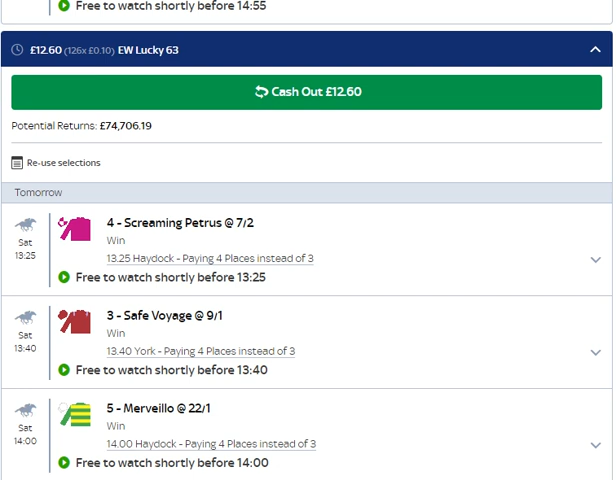 Free to watch shortly before 14:55
£12.60 (126x £0.10) EW Lucky 63
Cash Out £12.60
Potential Returns: £74,706.19
Re-use selections
Tomorrow
Sat
13:25
4 - Screaming Petrus @ 7/2
Win
13.25 Haydock - Paying 4 Places instead of 3
Free to watch shortly before 13:25
Sat
13:40
3 - Safe Voyage @ 9/1
Win
13.40 York - Paying 4 Places instead of 3
Free to watch shortly before 13:40
Sat
14:00
5 - Merveillo @ 22/1
Win
14.00 Haydock - Paying 4 Places instead of 3
Free to watch shortly before 14:00